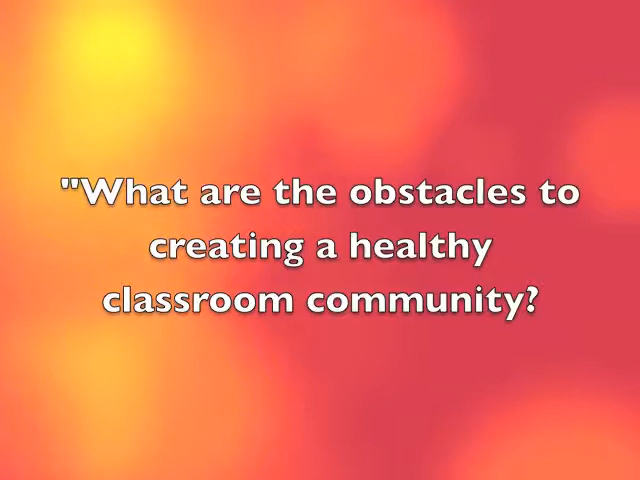 "What are the obstacles to
creating a healthy
classroom community?